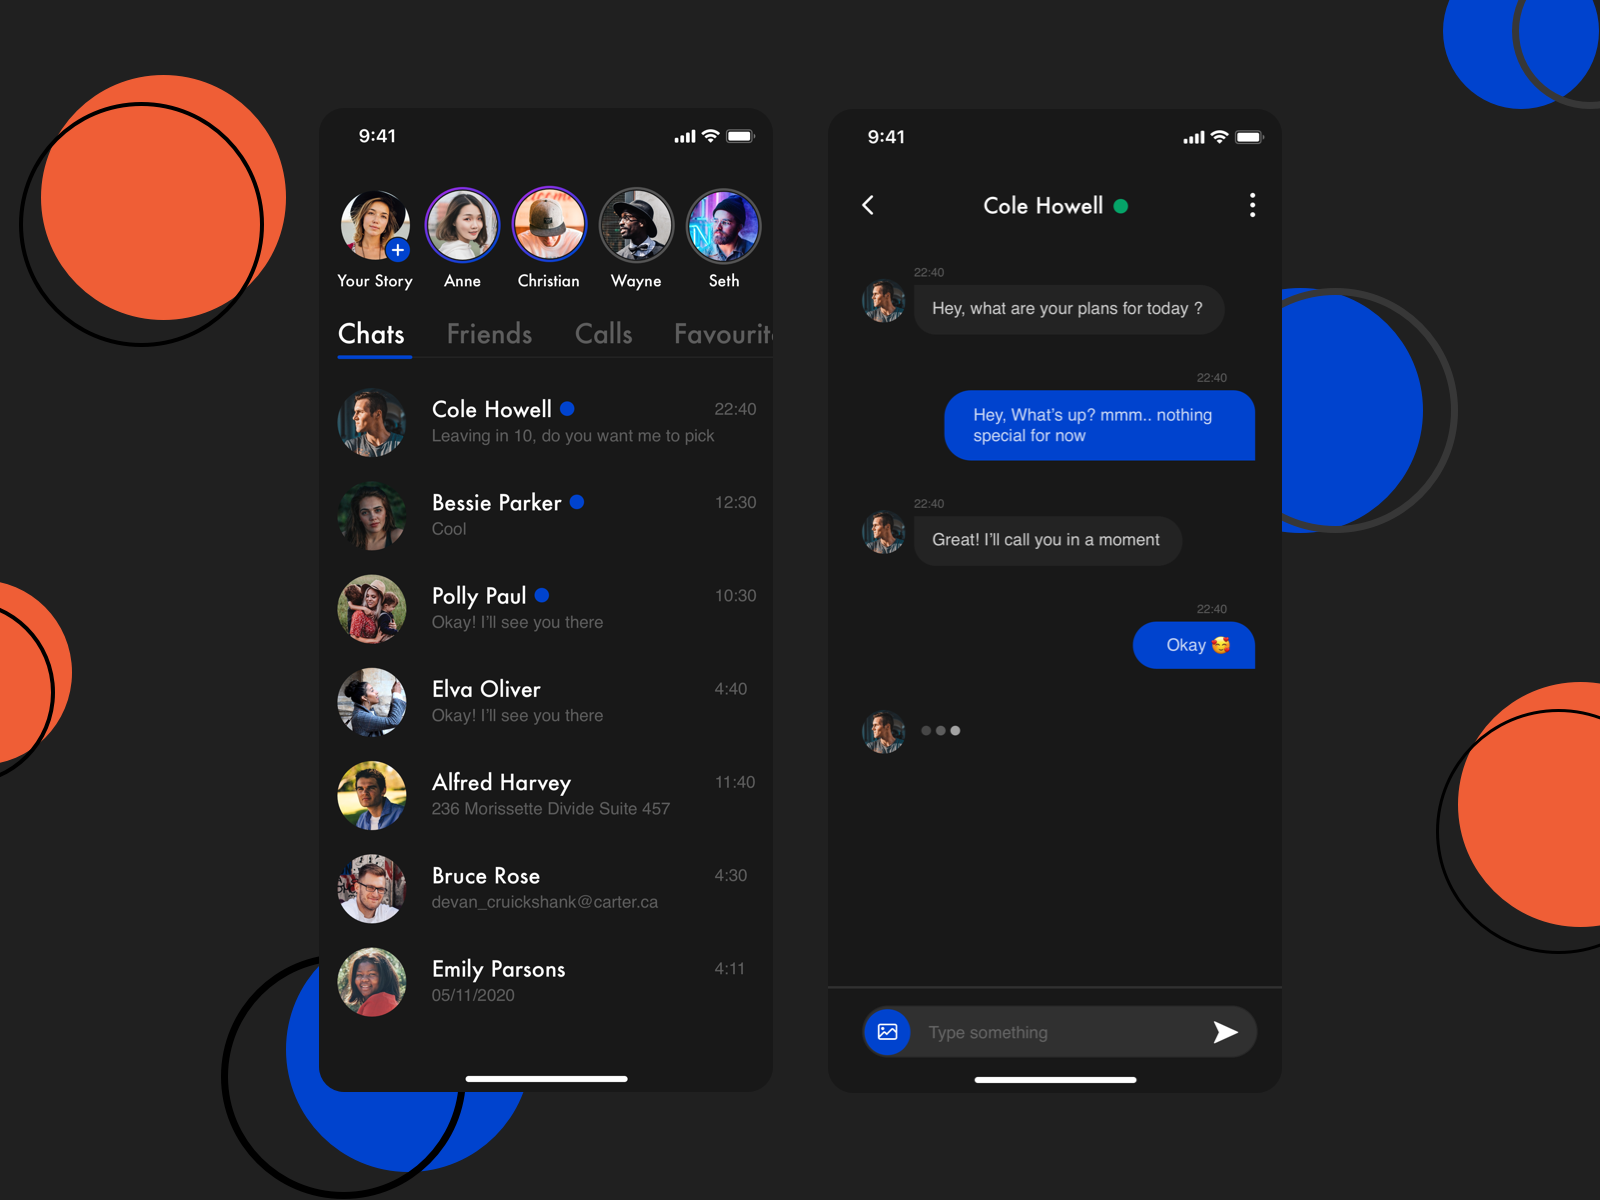 9:41
Your Story
Anne
Christian
Wayne
Seth
Chats
Friends
Calls
Favourit
Cole Howell
22:40
Leaving in 10, do you want me to pick
Bessie Parker
12:30
Cool
Polly Paul
10:30
Okay! I'll see you there
Elva Oliver
4:40
Okay! I'll see you there
Alfred Harvey
11:40
236 Morissette Divide Suite 457
Bruce Rose
4:30
devan_cruickshank@carter.ca
Emily Parsons
4:11
05/11/2020
9:41
Cole Howell
22:40
Hey, what are your plans for today ?
22:40
Hey, What's up? mmm.. nothing
special for now
22:40
Great! I'll call you in a moment
22:40
Okay 🥰
Type something